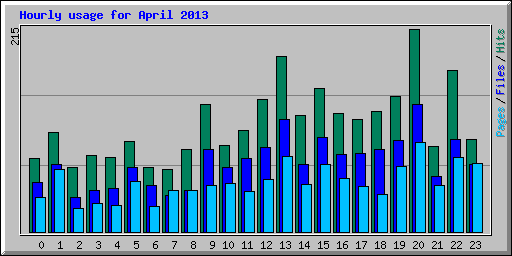 Hourly usage for April 2013
215
Pages / Files / Hits
0 1 2 3 4 5 6 7 8 9 10 11 12 13 14 15 16 17 18 19 20 21 22 23